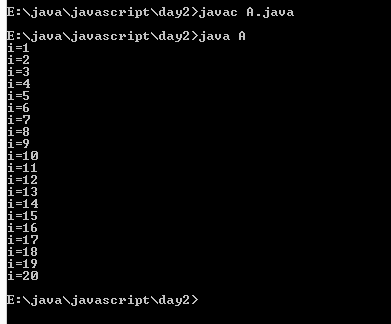 E:\java\javascript\day2>javac A.java
E:\java\javascript\day2>java A
i=1
i=2
i=3
i=4
i=5
i=6
i=7
i=8
i=9
i=10
i=11
i=12
i=13
i=14
i=15
i=16
i=17
i=18
i=19
i=20
E:\java\javascript\day2>